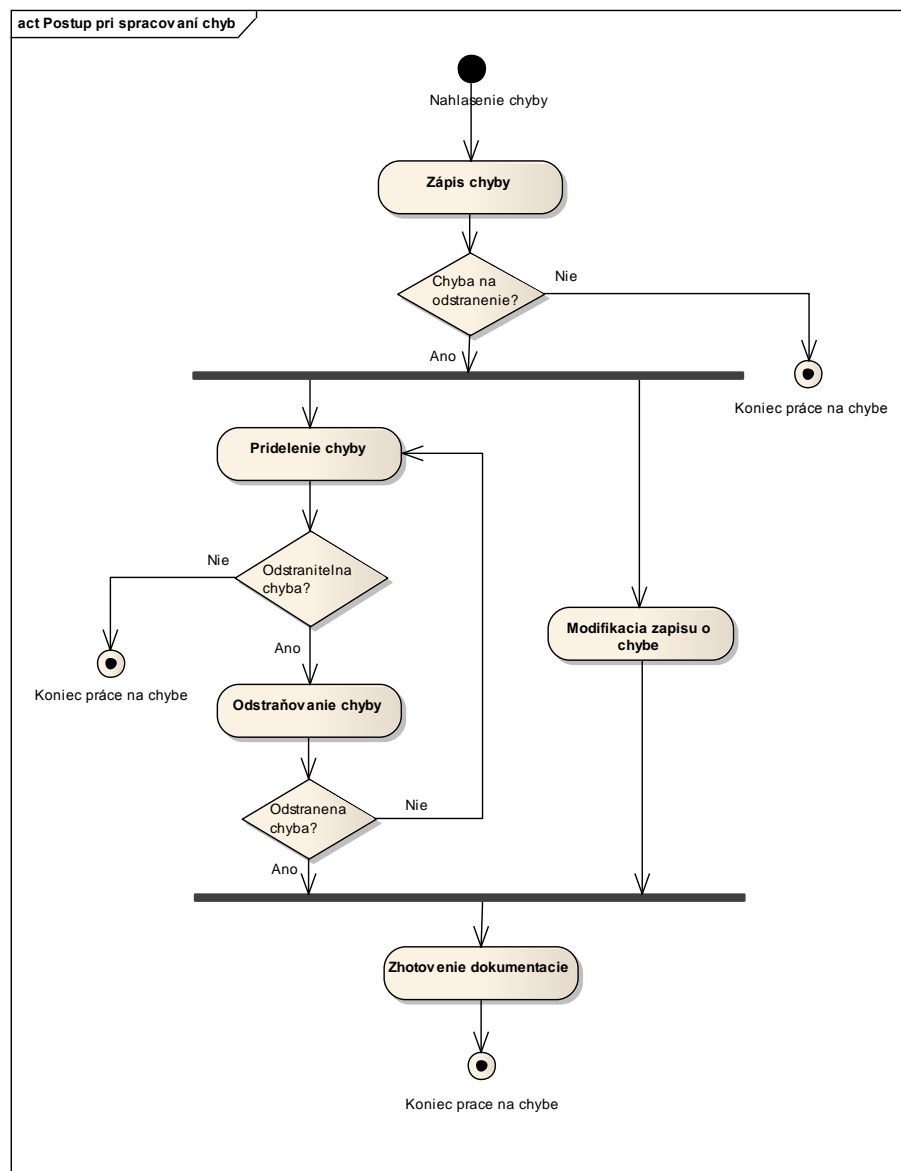 act Postup pri spracovaní chyb
Nahlasenie chyby
Zápis chyby
Chyba na
odstranenie?
Nie
Ano
Koniec práce na chybe
Pridelenie chyby
Nie
Odstranitelna
chyba?
Ano
Koniec práce na chybe
Modifikacia zapisu o
chybe
Odstraňovanie chyby
Odstranena
chyba?
Nie
Ano
Zhotovenie dokumentacie
Koniec prace na chybe